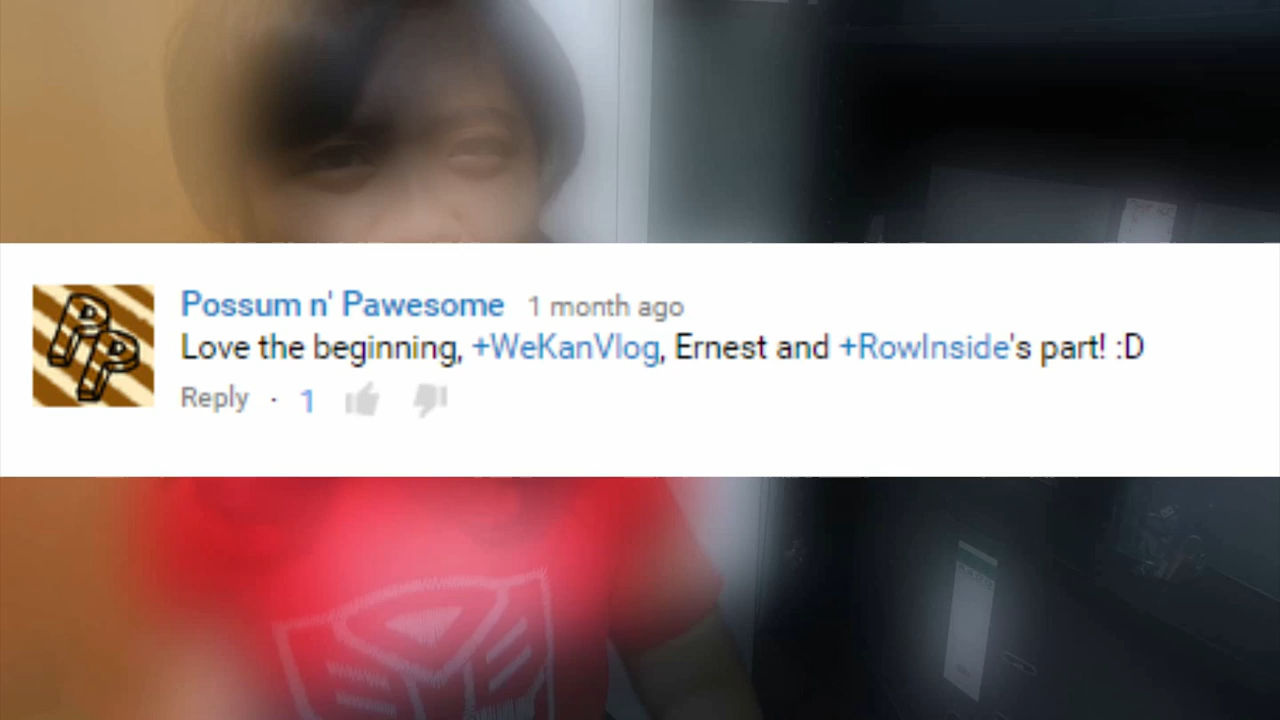 Possum n' Pawesome 1 month ago
Love the beginning, +WeKanVlog, Ernest and +RowInside's part! :D
Reply · 1